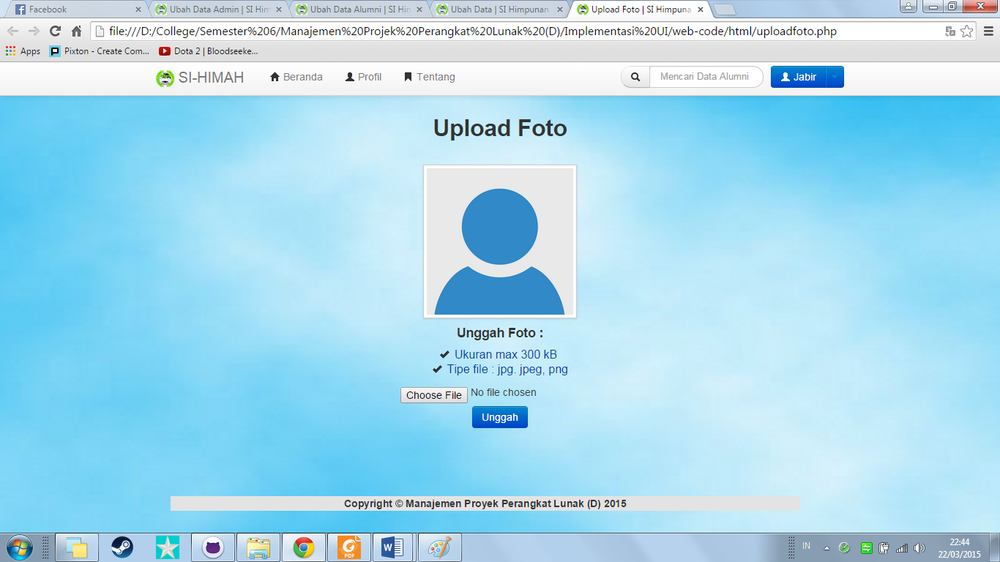 Facebook
Ubah Data Admin | SI Him
Ubah Data Alumni | SI Him
Ubah Data | SI Himpunan
Upload Foto | SI Himpuna
file:///D:/College/Semester%206/Manajemen%20Projek%20Perangkat%20Lunak%20(D)/Implementasi%20UI/web-code/html/uploadfoto.php
Apps
Pixton - Create Com...
Dota 2 | Bloodseeke...
SI-HIMAH
Beranda
Profil
Tentang
Mencari Data Alumni
Jabir
Upload Foto
Unggah Foto :
Ukuran max 300 kB
Tipe file : jpg. jpeg, png
Choose File No file chosen
Unggah
Copyright © Manajemen Proyek Perangkat Lunak (D) 2015
PDF
IN
22:44
22/03/2015